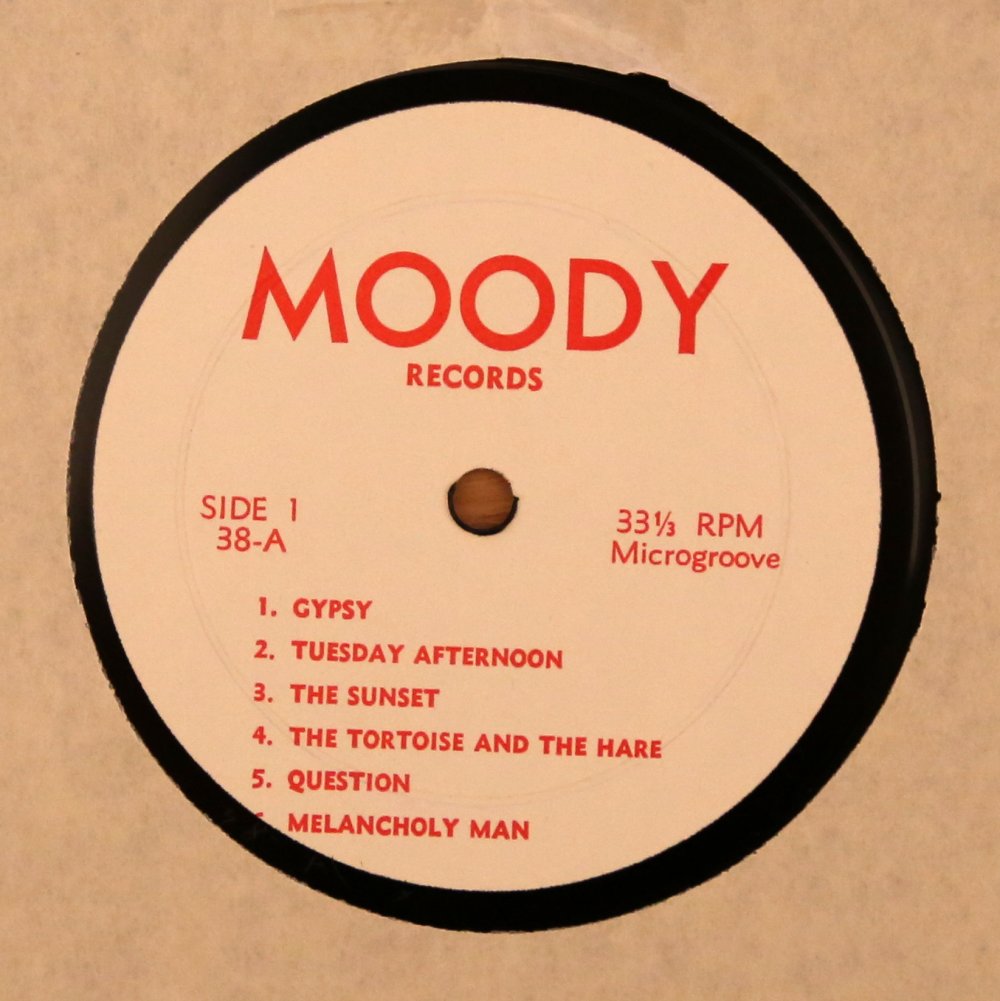 MOODY
RECORDS
SIDE 1
38-A
33⅓ RPM
Microgroove
1. GYPSY
2. TUESDAY AFTERNOON
3. THE SUNSET
4. THE TORTOISE AND THE HARE
5. QUESTION
MELANCHOLY MAN